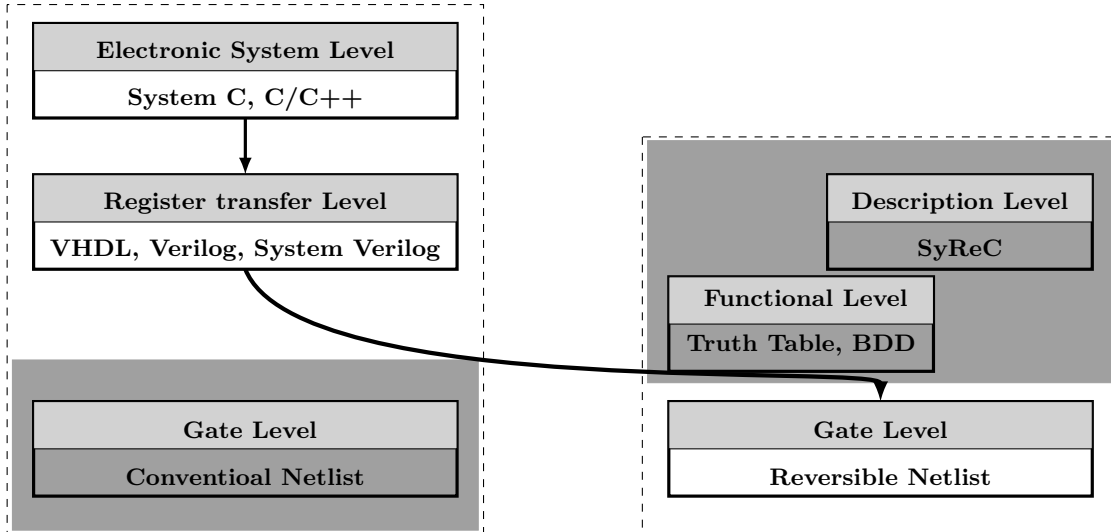 Electronic System Level
System C, C/C++
Register transfer Level
VHDL, Verilog, System Verilog
Gate Level
Conventioal Netlist
Description Level
SyReC
Functional Level
Truth Table, BDD
Gate Level
Reversible Netlist